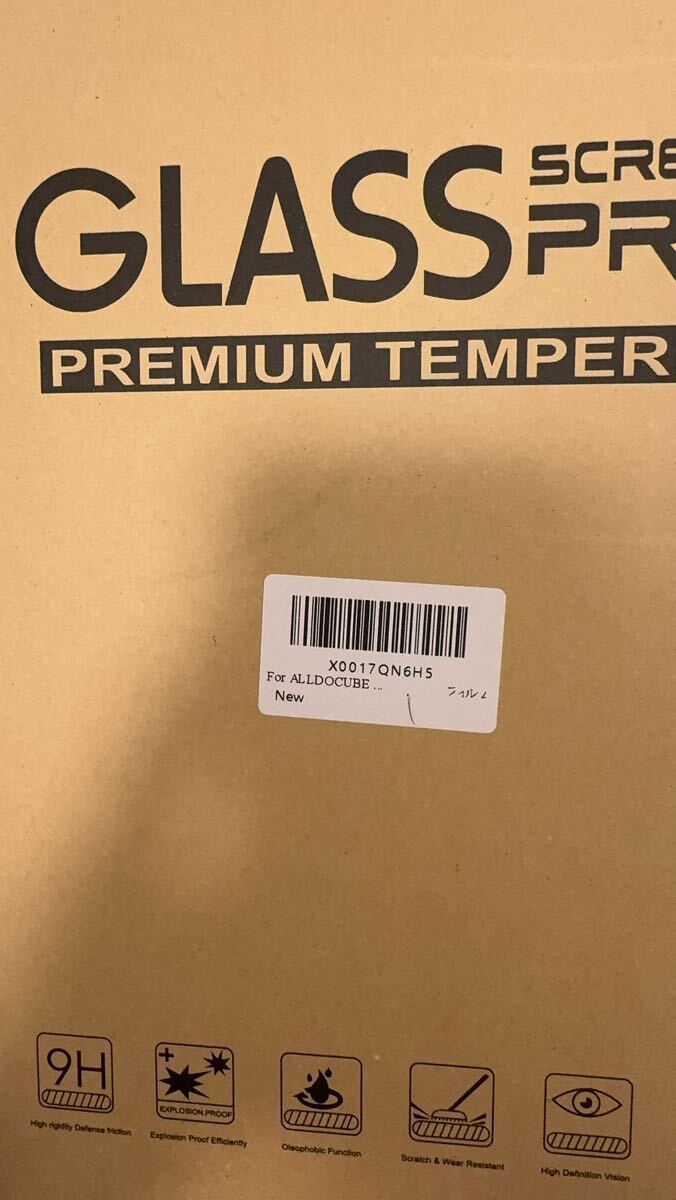 GLASS
SCRE
PR
PREMIUM TEMPER
X0017QN6H5
For ALLDOCUBE ... フィルム
New
9H
EXPLOSION.PROOF
High rigidity Defense friction
Explosion Proof Efficiently
Oleophobic Function
Scratch & Wear Resistant
High Definition Vision